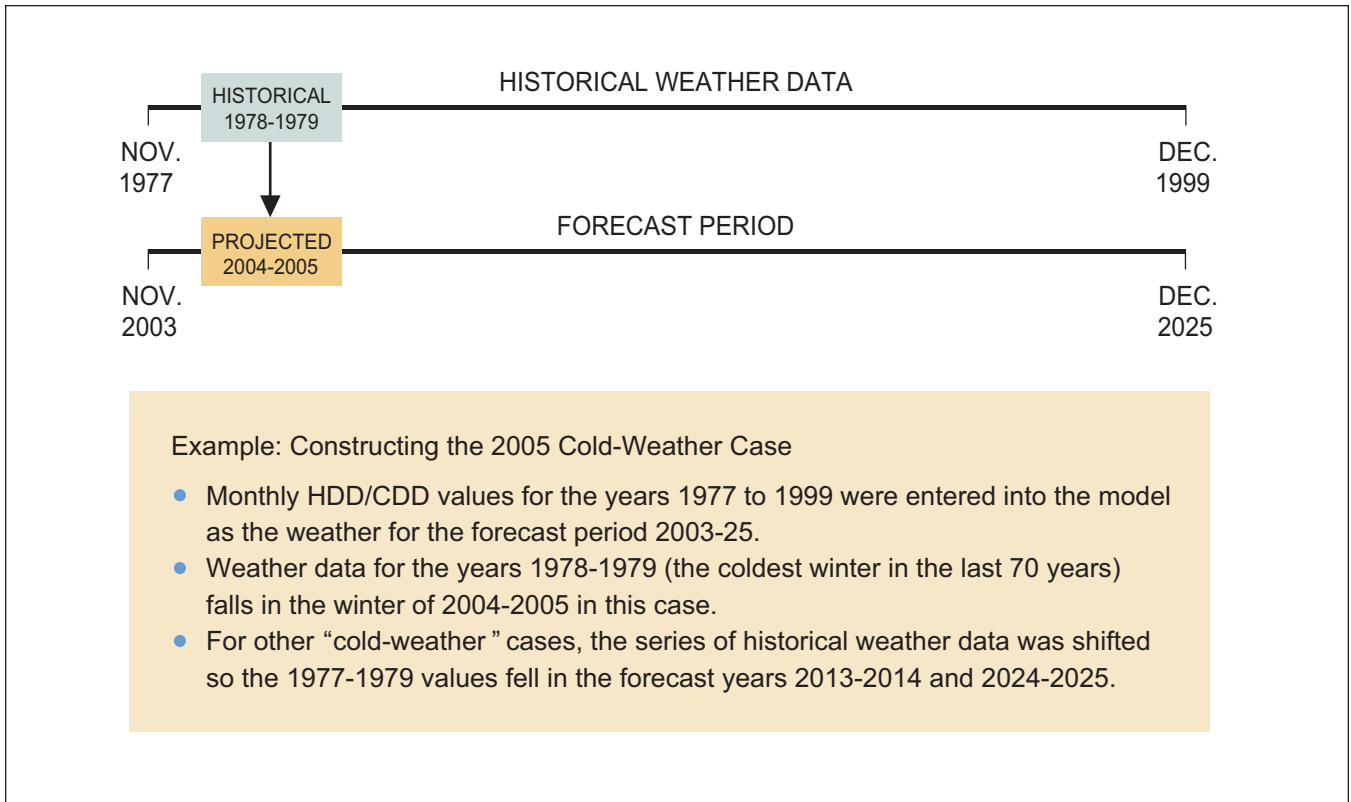 HISTORICAL WEATHER DATA
HISTORICAL
1978-1979
NOV.
1977
DEC.
1999
FORECAST PERIOD
PROJECTED
2004-2005
NOV.
2003
DEC.
2025
Example: Constructing the 2005 Cold-Weather Case
• Monthly HDD/CDD values for the years 1977 to 1999 were entered into the model
as the weather for the forecast period 2003-25.
• Weather data for the years 1978-1979 (the coldest winter in the last 70 years)
falls in the winter of 2004-2005 in this case.
• For other “cold-weather ” cases, the series of historical weather data was shifted
so the 1977-1979 values fell in the forecast years 2013-2014 and 2024-2025.